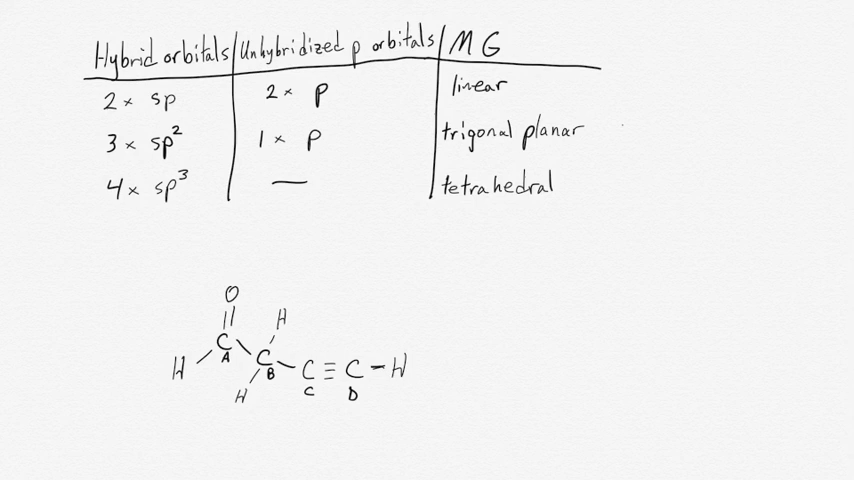 Hybrid orbitals Unhybridized p orbitals MG
2 × sp 2 × p linear
3 × sp² 1 × p trigonal planar
4 × sp³ — tetrahedral
O
H
C
A
H C B C ≡ C - H
H C D